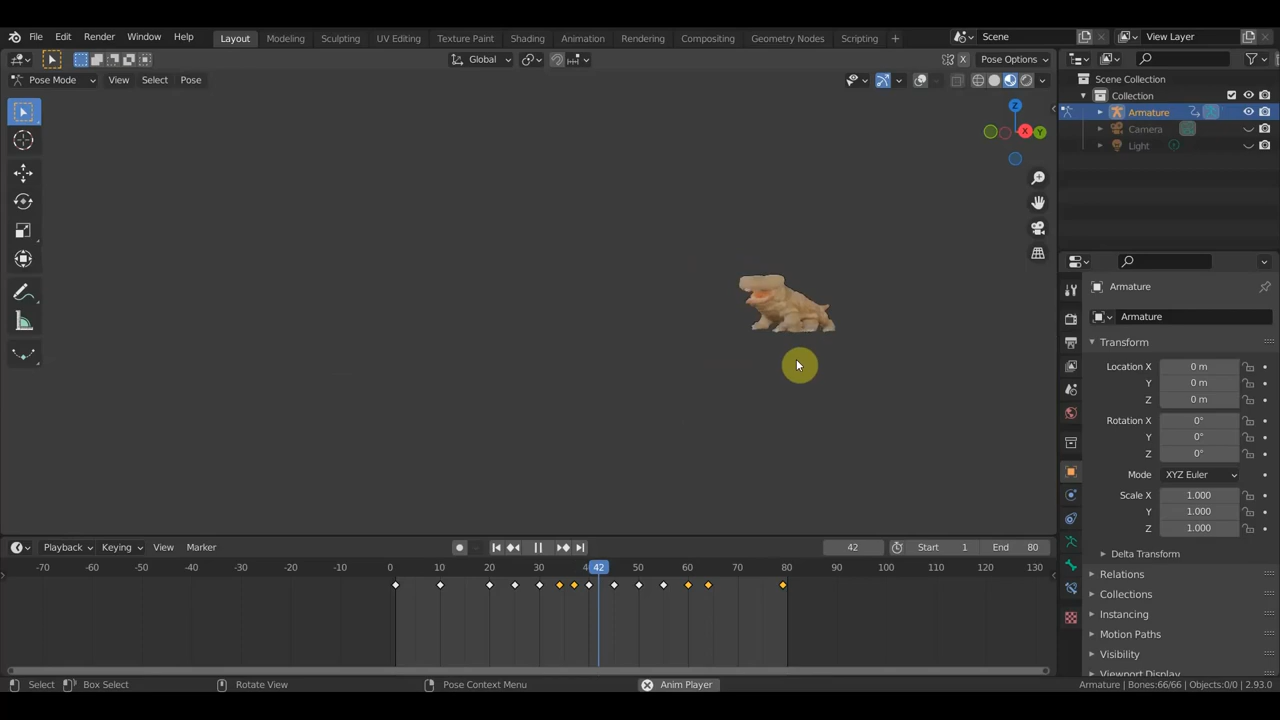 File Edit Render Window Help Layout Modeling Sculpting UV Editing Texture Paint Shading Animation Rendering Compositing Geometry Nodes Scripting + Scene View Layer
Global Pose Options
Pose Mode View Select Pose
Scene Collection
Collection
Armature
Camera
Light
Z
X
Y
Armature
Armature
Transform
Location X 0 m
Y 0 m
Z 0 m
Rotation X 0°
Y 0°
Z 0°
Mode XYZ Euler
Scale X 1.000
Y 1.000
Z 1.000
Delta Transform
Relations
Collections
Instancing
Motion Paths
Visibility
Viewport Display
Playback Keying View Marker 42 Start 1 End 80
-70 -60 -50 -40 -30 -20 -10 0 10 20 30 4 42 50 60 70 80 90 100 110 120 130
Select Box Select Rotate View Pose Context Menu Anim Player Armature | Bones:66/66 | Objects:0/0 | 2.93.0